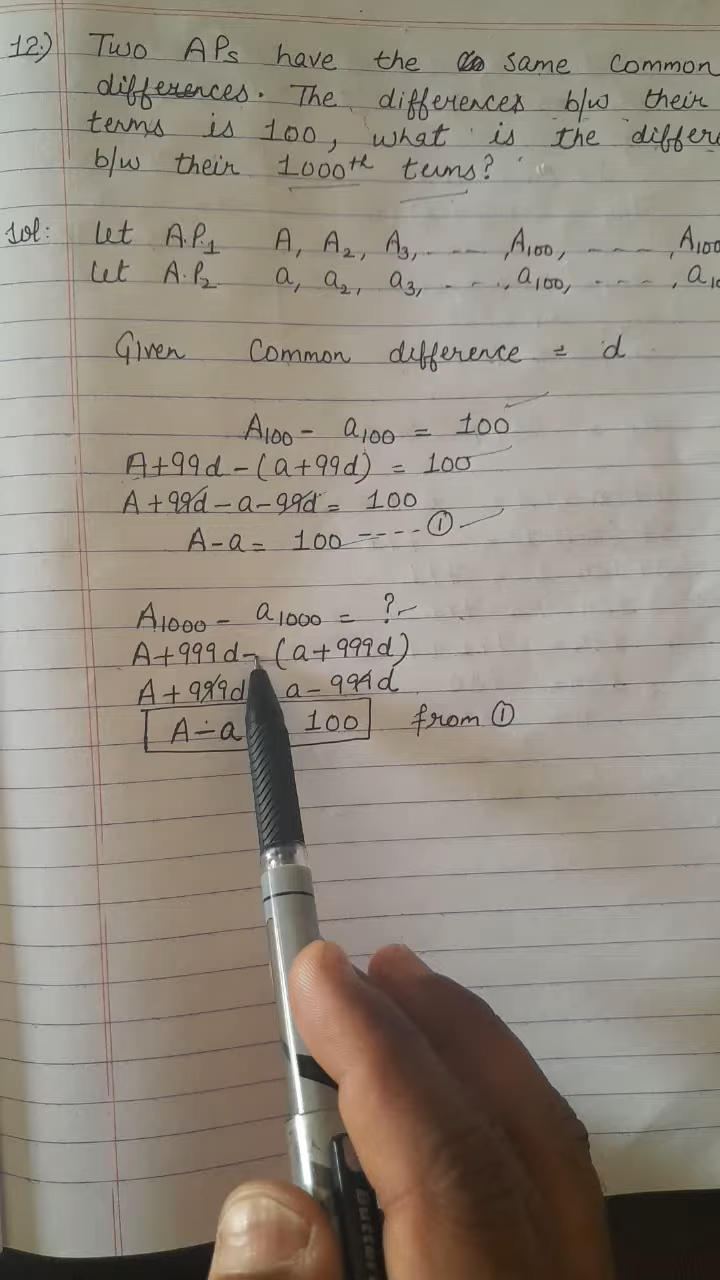 12.) Two APs have the same common
differences. The differences b/w their
terms is 100, what is the differ
b/w their 1000th terms?
Sol: Let A.P1 A, A2, A3, - - - , A100, - - - - , A100
Let A.P2 a, a2, a3, - - - , a100, - - - - , a10
Given Common difference = d
A100 - a100 = 100
A+99d-(a+99d) = 100
A+99d-a-99d = 100
A-a = 100 ---- ①
A1000 - a1000 = ?
A+999d-(a+999d)
A+999d a-999d
A-a 100 from ①